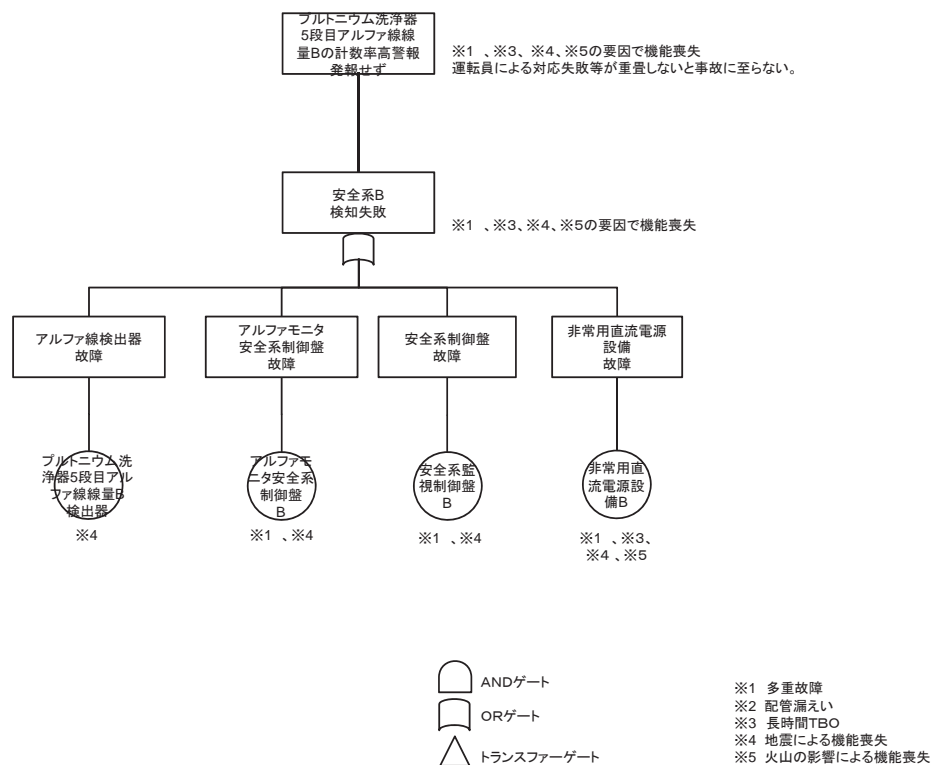 プルトニウム洗浄器
5段目アルファ線線
量Bの計数率高警報
発報せず
※1 、※3、※4、※5の要因で機能喪失
運転員による対応失敗等が重畳しないと事故に至らない。
安全系B
検知失敗
※1 、※3、※4、※5の要因で機能喪失
アルファ線検出器
故障
アルファモニタ
安全系制御盤
故障
安全系制御盤
故障
非常用直流電源
設備
故障
プルトニウム洗
浄器5段目アル
ファ線線量B
検出器
※4
アルファモ
ニタ安全系
制御盤
B
※1 、※4
安全系監
視制御盤
B
※1 、※4
非常用直
流電源設
備B
※1 、※3、
※4 、※5
ANDゲート
ORゲート
トランスファーゲート
※1 多重故障
※2 配管漏えい
※3 長時間TBO
※4 地震による機能喪失
※5 火山の影響による機能喪失